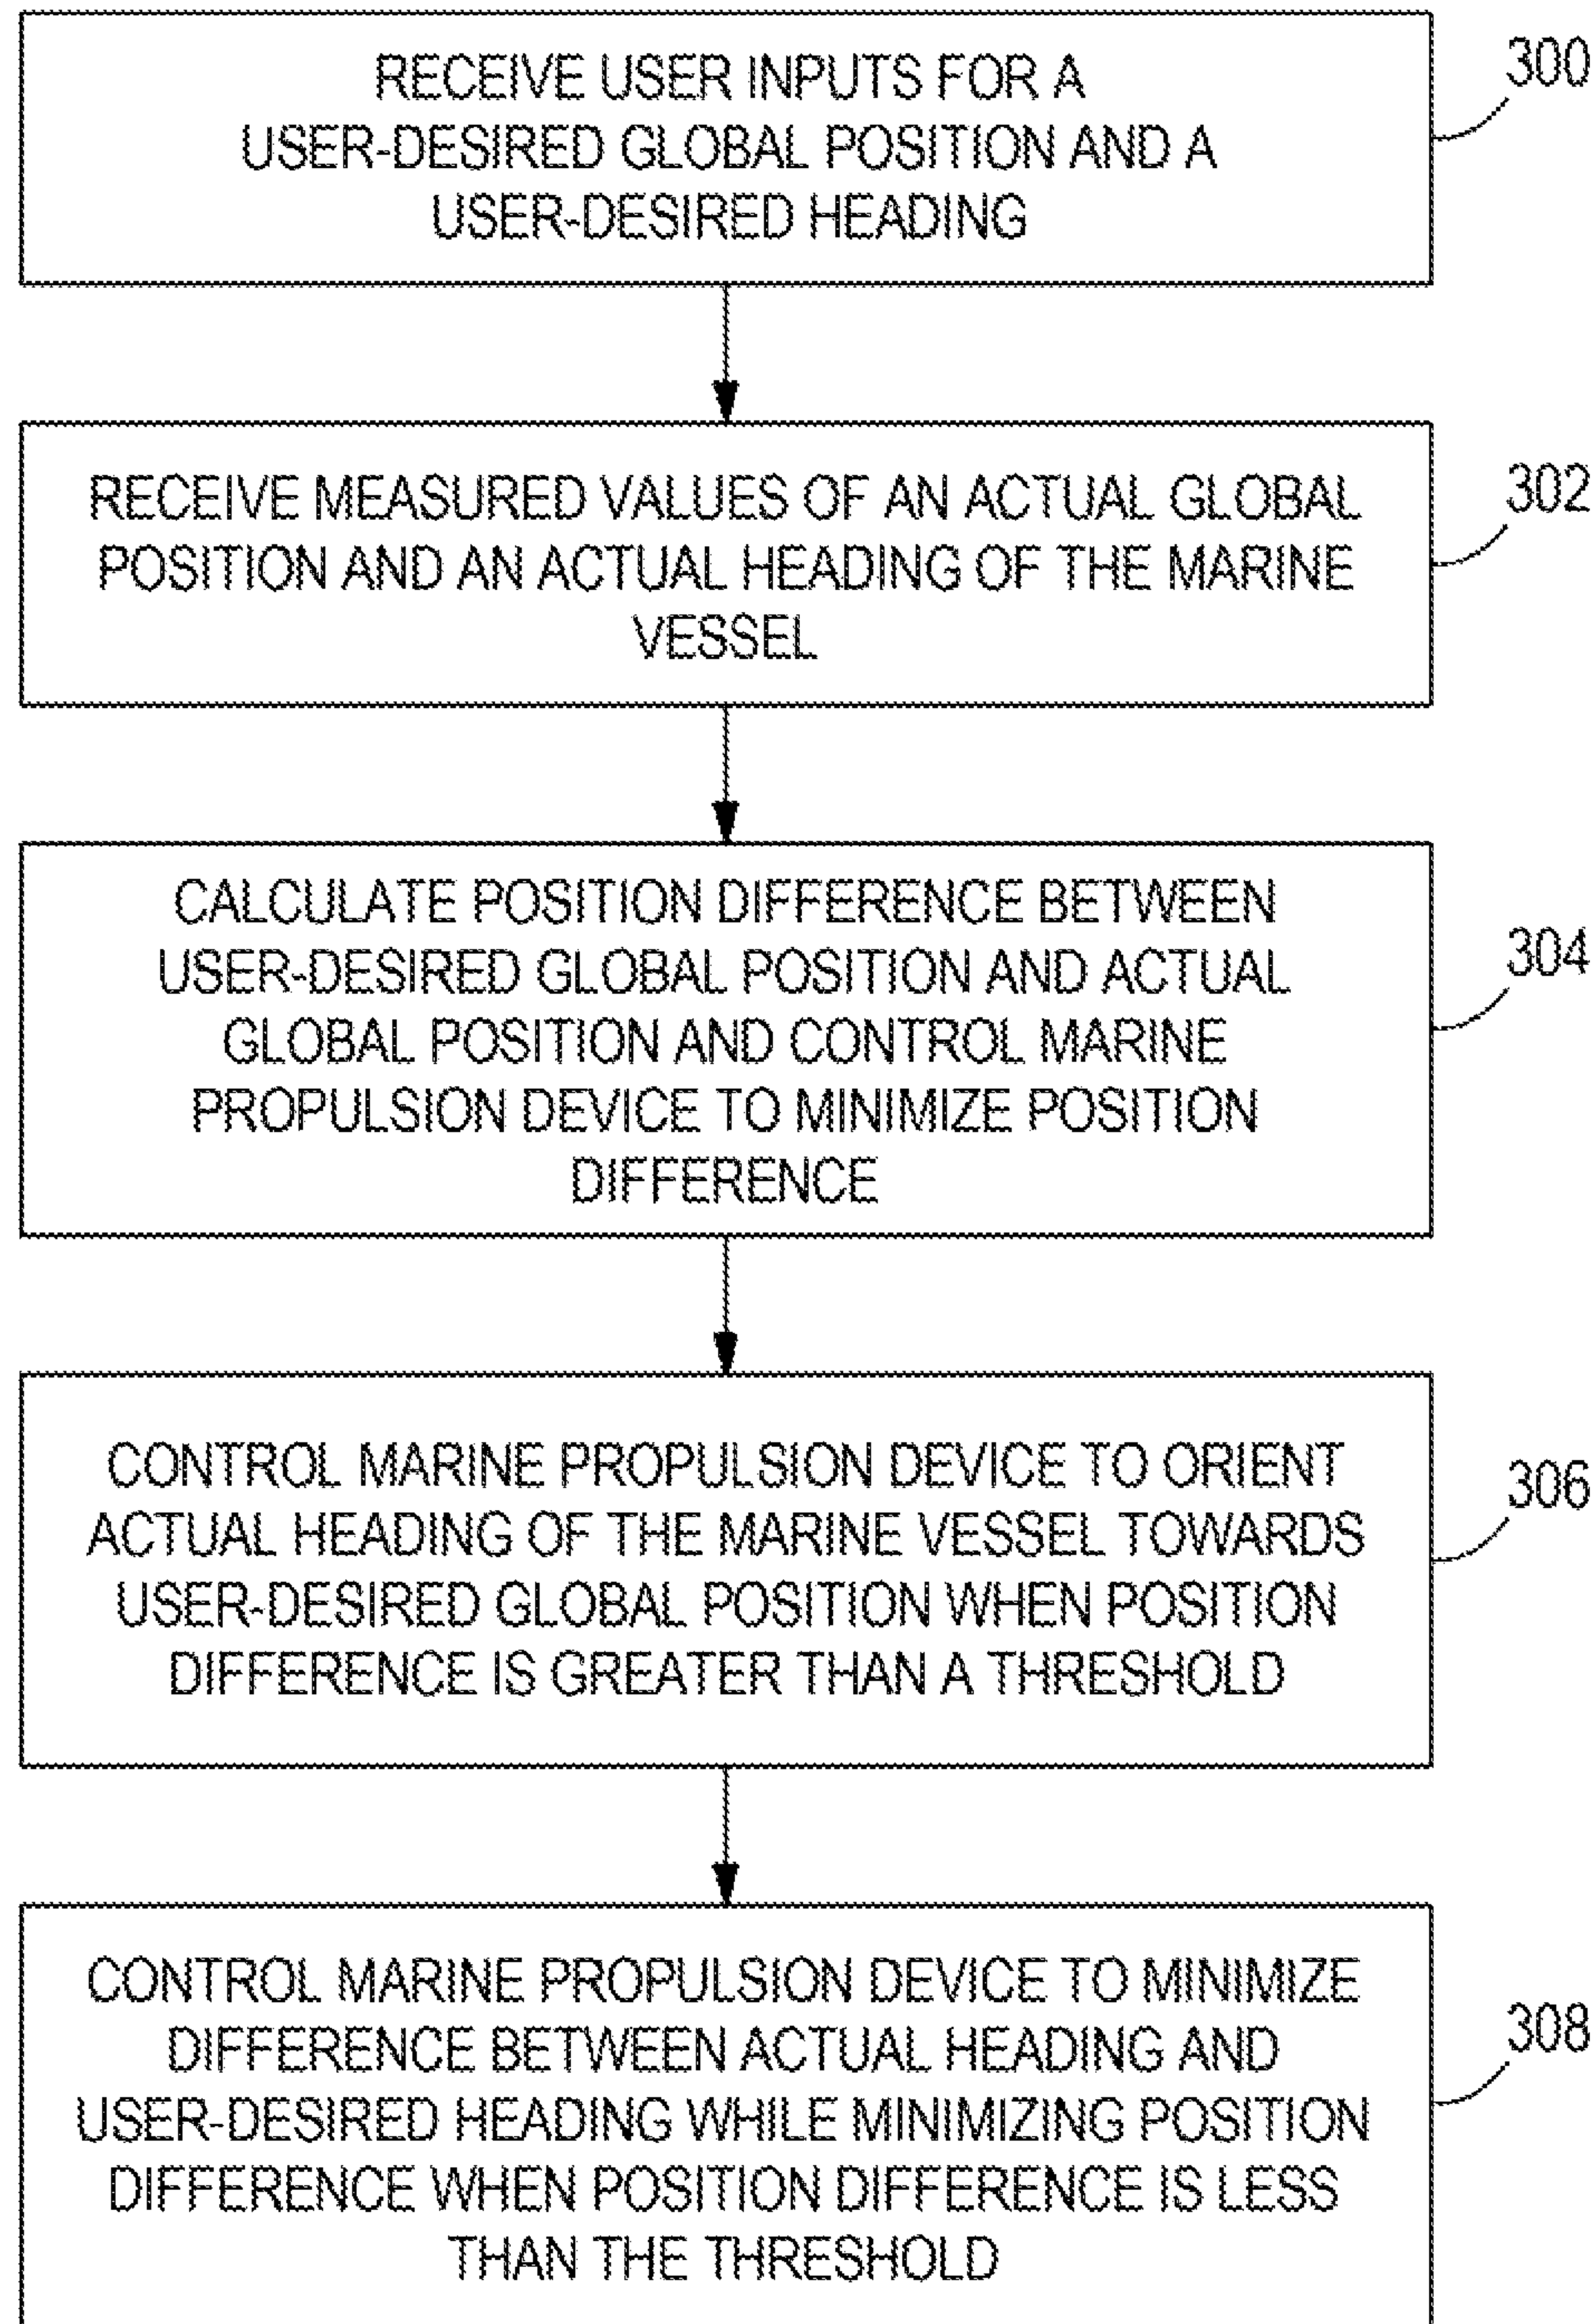 RECEIVE USER INPUTS FOR A
USER-DESIRED GLOBAL POSITION AND A
USER-DESIRED HEADING
300
RECEIVE MEASURED VALUES OF AN ACTUAL GLOBAL
POSITION AND AN ACTUAL HEADING OF THE MARINE
VESSEL
302
CALCULATE POSITION DIFFERENCE BETWEEN
USER-DESIRED GLOBAL POSITION AND ACTUAL
GLOBAL POSITION AND CONTROL MARINE
PROPULSION DEVICE TO MINIMIZE POSITION
DIFFERENCE
304
CONTROL MARINE PROPULSION DEVICE TO ORIENT
ACTUAL HEADING OF THE MARINE VESSEL TOWARDS
USER-DESIRED GLOBAL POSITION WHEN POSITION
DIFFERENCE IS GREATER THAN A THRESHOLD
306
CONTROL MARINE PROPULSION DEVICE TO MINIMIZE
DIFFERENCE BETWEEN ACTUAL HEADING AND
USER-DESIRED HEADING WHILE MINIMIZING POSITION
DIFFERENCE WHEN POSITION DIFFERENCE IS LESS
THAN THE THRESHOLD
308